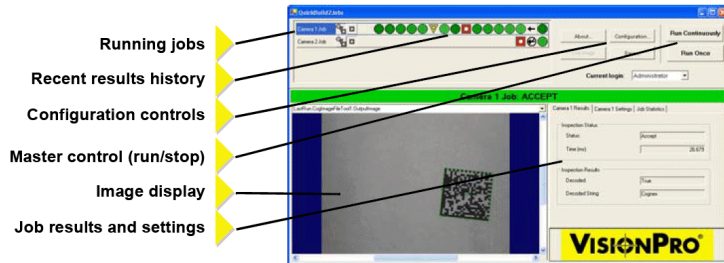 QuickBuild2Jobs
Running jobs
Camera 1 Job
Camera 2 Job
About...
Configuration...
Run Continuously
Run Once
Recent results history
Current login: Administrator
Configuration controls
Camera 1 Job: ACCEPT
LastRun.CogImageFileTool1.OutputImage
Camera 1 Results
Camera 1 Settings
Job Statistics
Master control (run/stop)
Inspection Status
Status
Accept
Time (ms)
26.679
Image display
Inspection Results
Decoded
True
Decoded String
Cognex
Job results and settings
VISIONPRO®